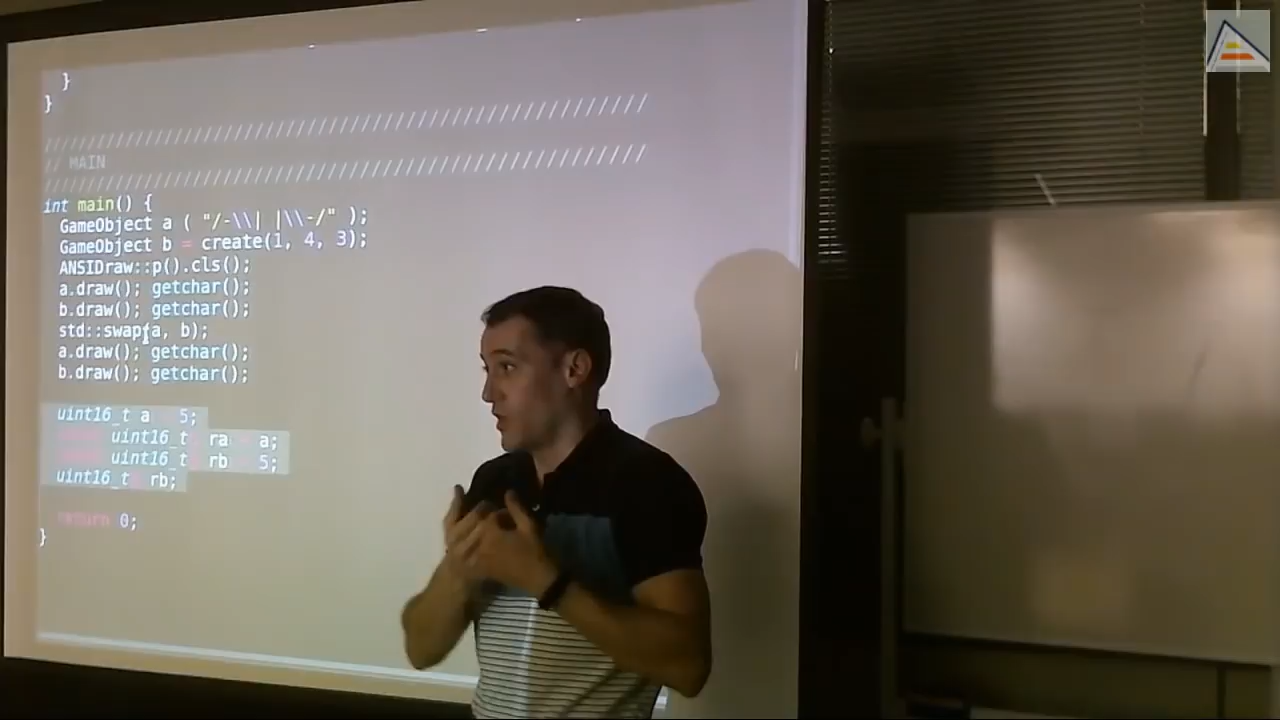 }
}
////////////////////////////////////////////////////////
// MAIN
////////////////////////////////////////////////////////
int main() {
GameObject a ( "/-\\| |\\-/" );
GameObject b = create(1, 4, 3);
ANSIDraw::p().cls();
a.draw(); getchar();
b.draw(); getchar();
std::swap(a, b);
a.draw(); getchar();
b.draw(); getchar();
uint16_t a 5;
uint16_t ra a;
uint16_t rb 5;
uint16_t rb;
return 0;
}